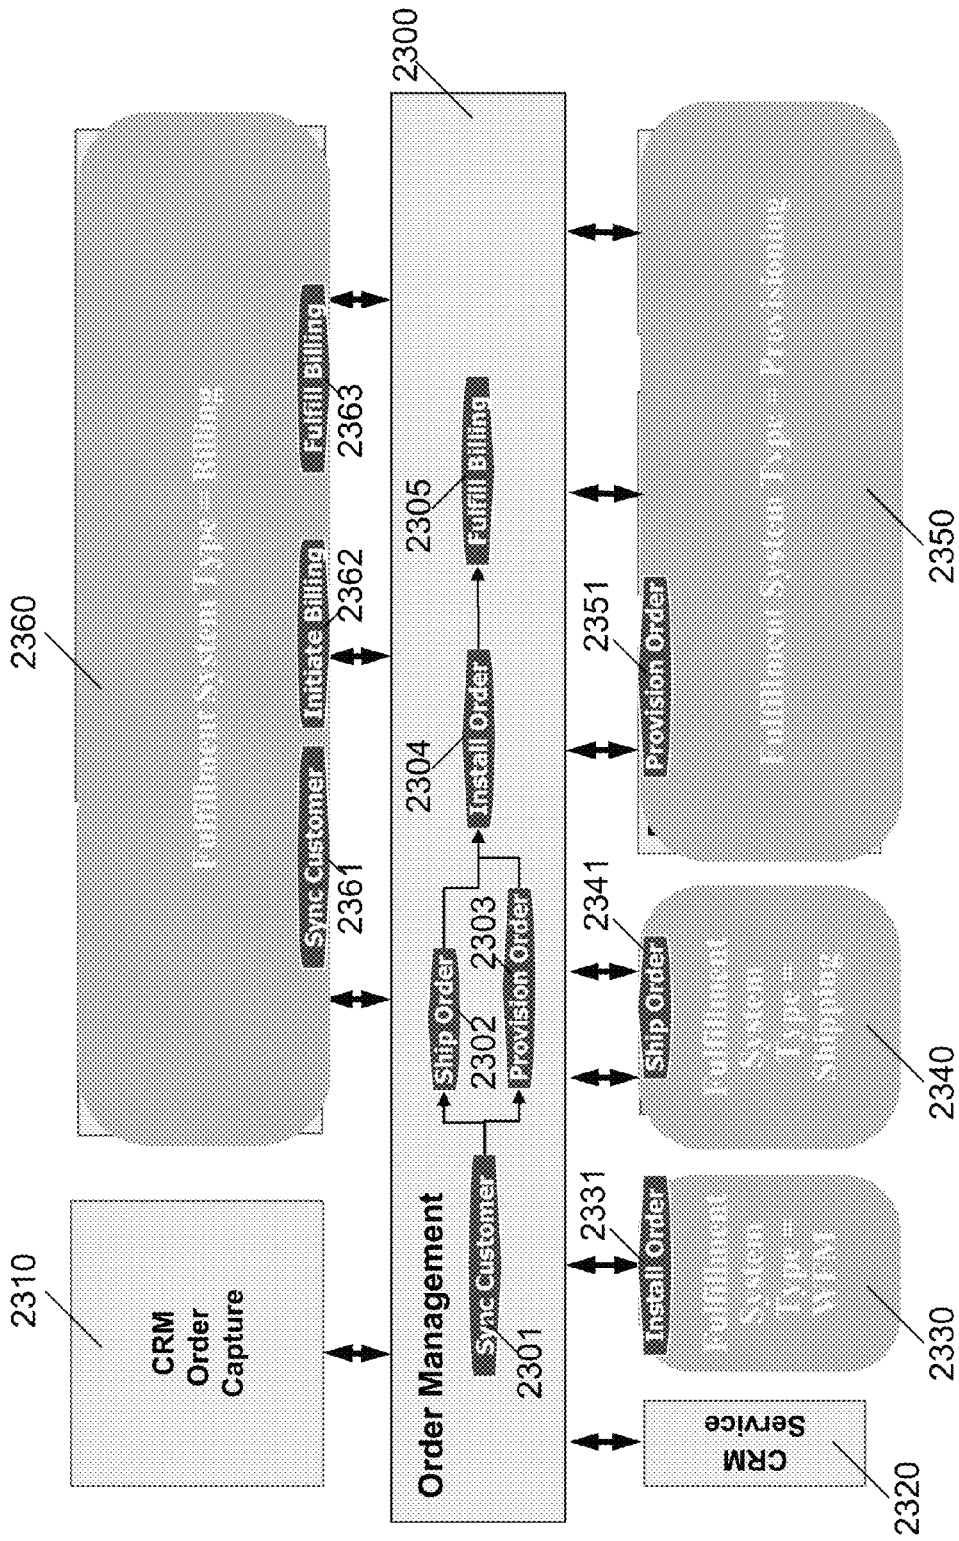 2310
CRM
Order
Capture
2360
Fulfillment System Type = Billing
Sync Customer
2361
Initiate Billing
2362
Fulfill Billing
2363
2300
Order Management
Sync Customer
2301
Ship Order
2302
Provision Order
2303
Install Order
2304
Fulfill Billing
2305
CRM
Service
2320
Install Order
2331
Fulfillment
System
Type =
WFM
2330
Ship Order
2341
Fulfillment
System
Type =
Shipping
2340
Provision Order
2351
Fulfillment System Type = Provisioning
2350